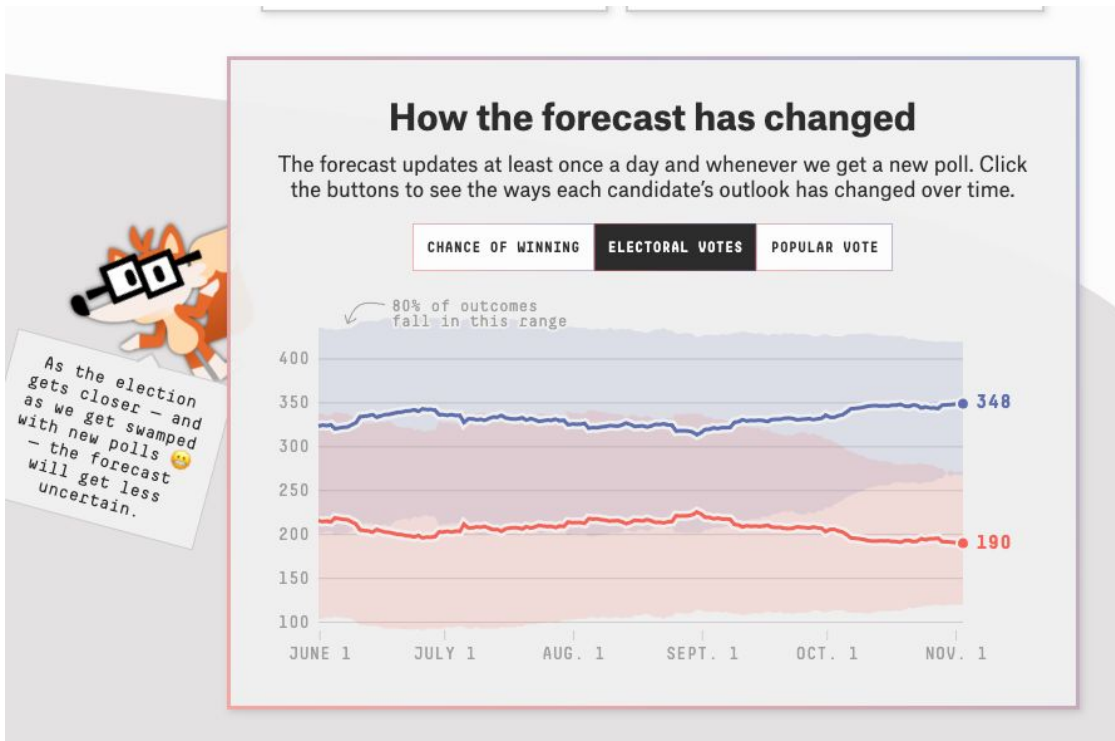 How the forecast has changed
The forecast updates at least once a day and whenever we get a new poll. Click
the buttons to see the ways each candidate's outlook has changed over time.
CHANCE OF WINNING
ELECTORAL VOTES
POPULAR VOTE
80% of outcomes
fall in this range
400
350
300
250
200
150
100
348
190
JUNE 1
JULY 1
AUG. 1
SEPT. 1
OCT. 1
NOV. 1
As the election
gets closer — and
as we get swamped
with new polls 😬
— the forecast
will get less
uncertain.